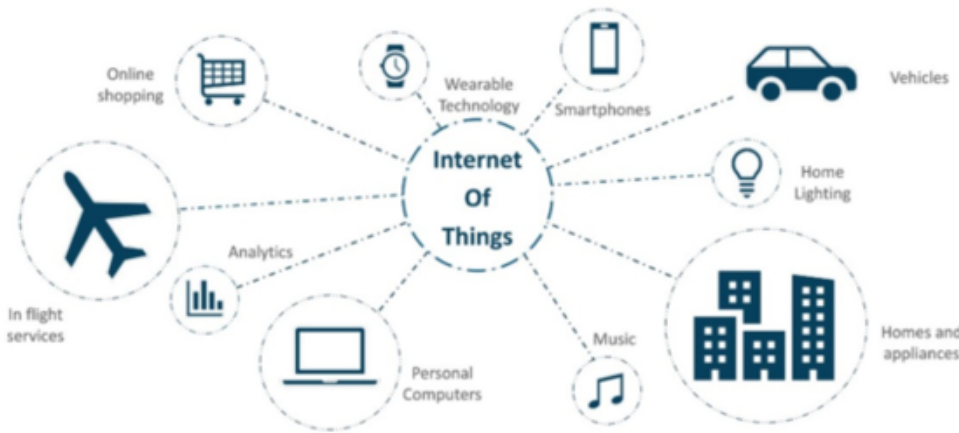 Online
shopping
Wearable
Technology
Smartphones
Vehicles
Internet
Of
Things
Home
Lighting
Analytics
In flight
services
Personal
Computers
Music
Homes and
appliances